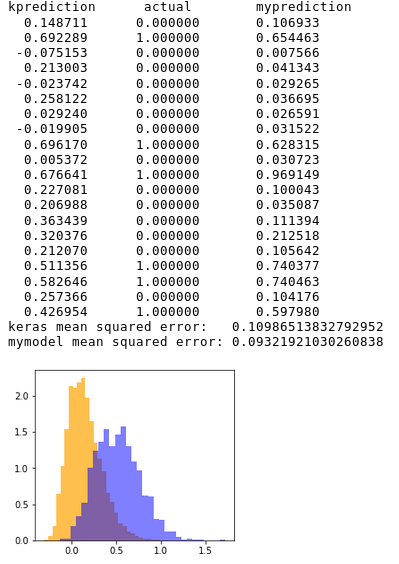 kprediction actual myprediction
0.148711 0.000000 0.106933
0.692289 1.000000 0.654463
-0.075153 0.000000 0.007566
0.213003 0.000000 0.041343
-0.023742 0.000000 0.029265
0.258122 0.000000 0.036695
0.029240 0.000000 0.026591
-0.019905 0.000000 0.031522
0.696170 1.000000 0.628315
0.005372 0.000000 0.030723
0.676641 1.000000 0.969149
0.227081 0.000000 0.100043
0.206988 0.000000 0.035087
0.363439 0.000000 0.111394
0.320376 0.000000 0.212518
0.212070 0.000000 0.105642
0.511356 1.000000 0.740377
0.582646 1.000000 0.740463
0.257366 0.000000 0.104176
0.426954 1.000000 0.597980
keras mean squared error: 0.10986513832792952
mymodel mean squared error: 0.09321921030260838
2.0
1.5
1.0
0.5
0.0
0.0 0.5 1.0 1.5